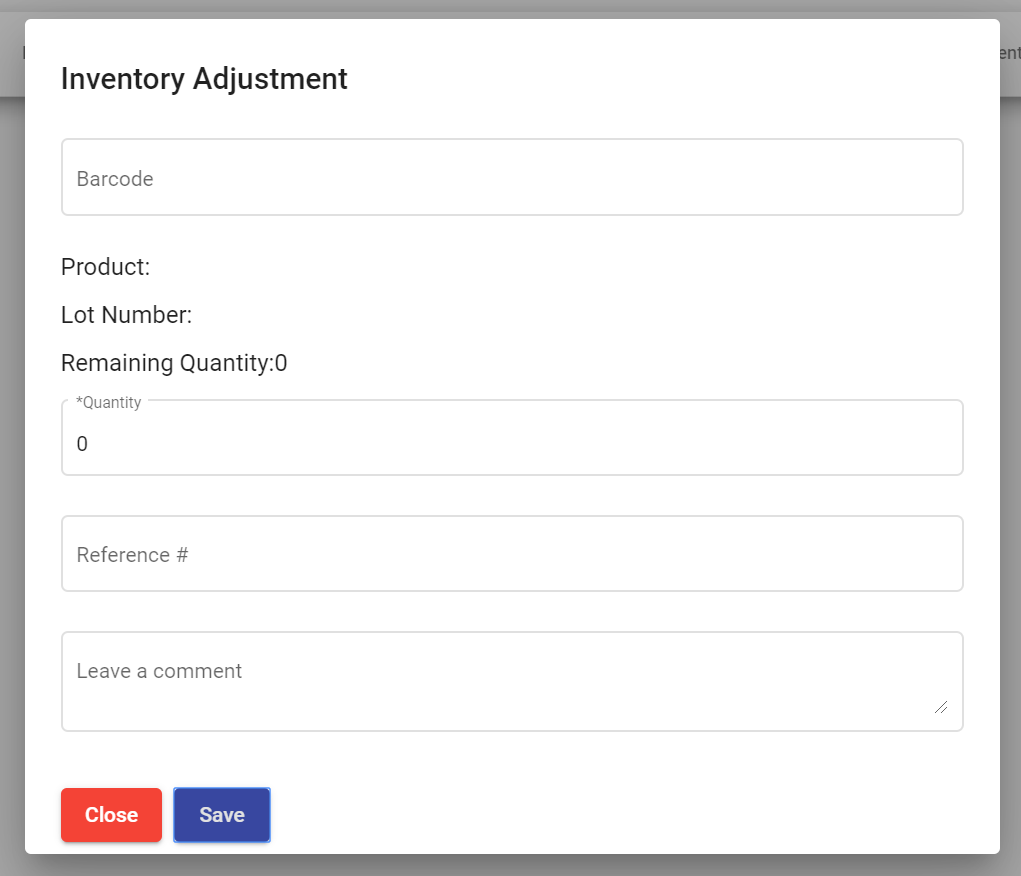 Inventory Adjustment
Barcode
Product:
Lot Number:
Remaining Quantity:0
*Quantity
0
Reference #
Leave a comment
Close
Save